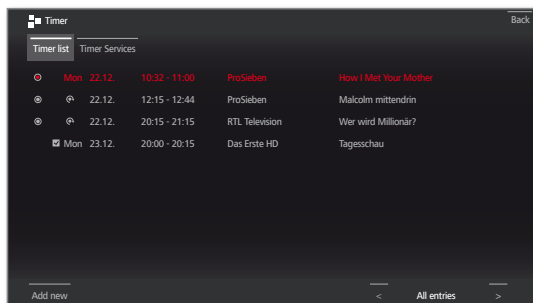 Timer Back
Timer list Timer Services
Mon 22.12. 10:32 - 11:00 ProSieben How I Met Your Mother
22.12. 12:15 - 12:44 ProSieben Malcolm mittendrin
22.12. 20:15 - 21:15 RTL Television Wer wird Millionär?
Mon 23.12. 20:00 - 20:15 Das Erste HD Tagesschau
Add new < All entries >